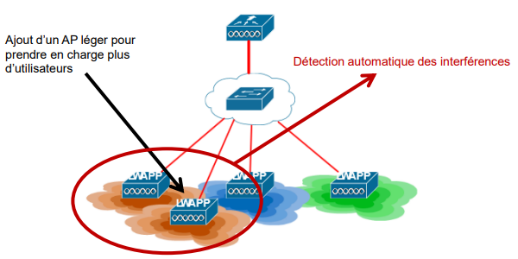 Ajout d'un AP léger pour
prendre en charge plus
d'utilisateurs
Détection automatique des interférences
LWAPP
LWAPP
LWAPP
LWAPP